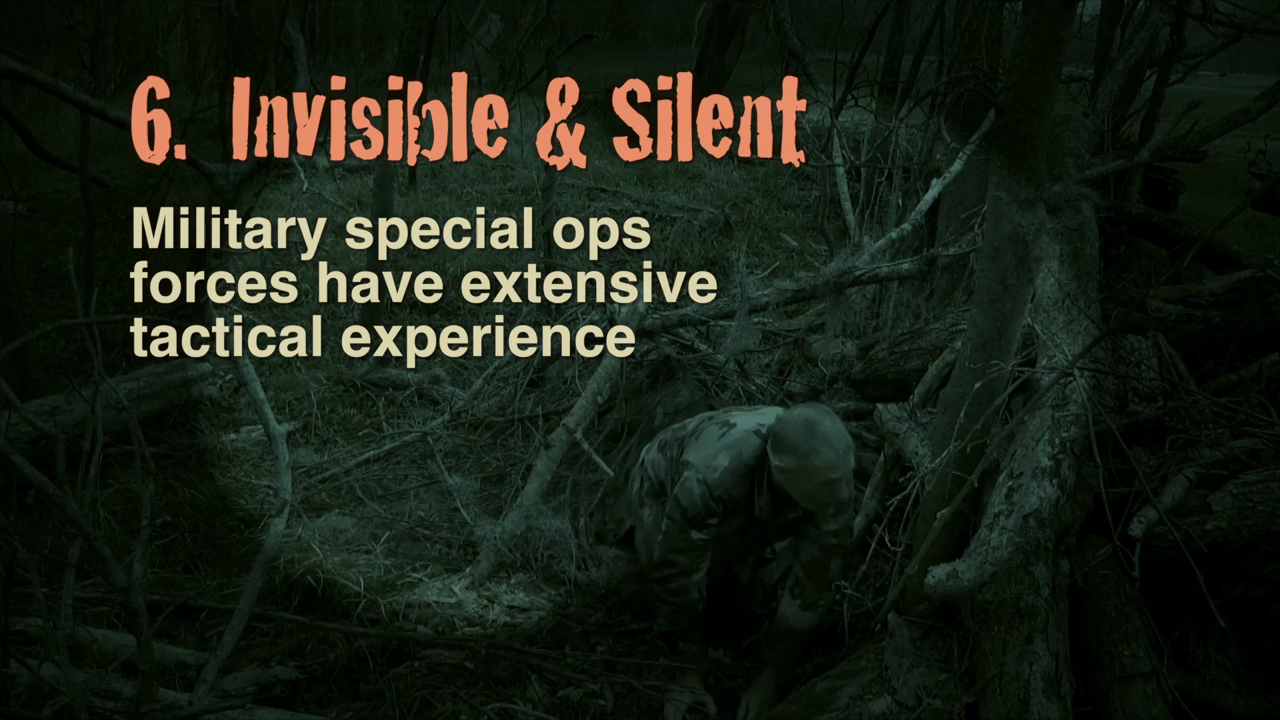 6. Invisible & Silent
Military special ops
forces have extensive
tactical experience